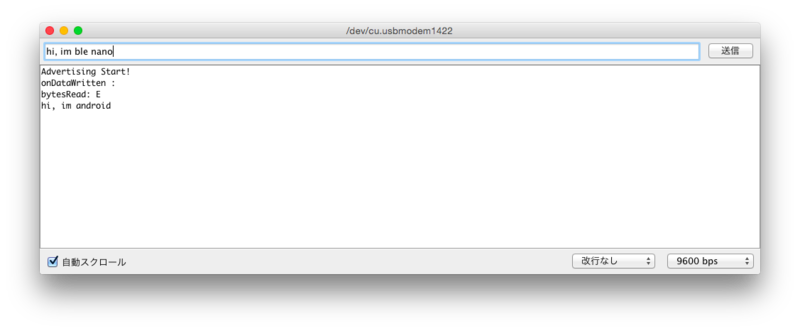 /dev/cu.usbmodem1422
hi, im ble nano
送信
Advertising Start!
onDataWritten :
bytesRead: E
hi, im android
自動スクロール
改行なし
9600 bps